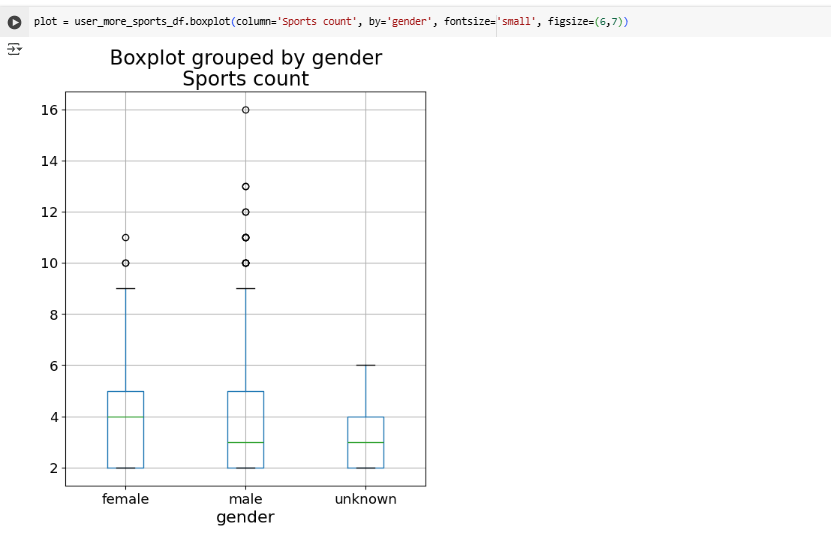 plot = user_more_sports_df.boxplot(column='Sports count', by='gender', fontsize='small', figsize=(6,7))
Boxplot grouped by gender
Sports count
16
14
12
10
8
6
4
2
female male unknown
gender